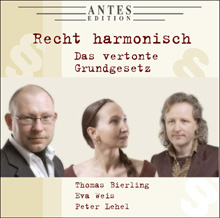 ANTES
EDITION
Recht harmonisch
Das vertonte
Grundgesetz
Thomas Bierling
Eva Weis
Peter Lehel